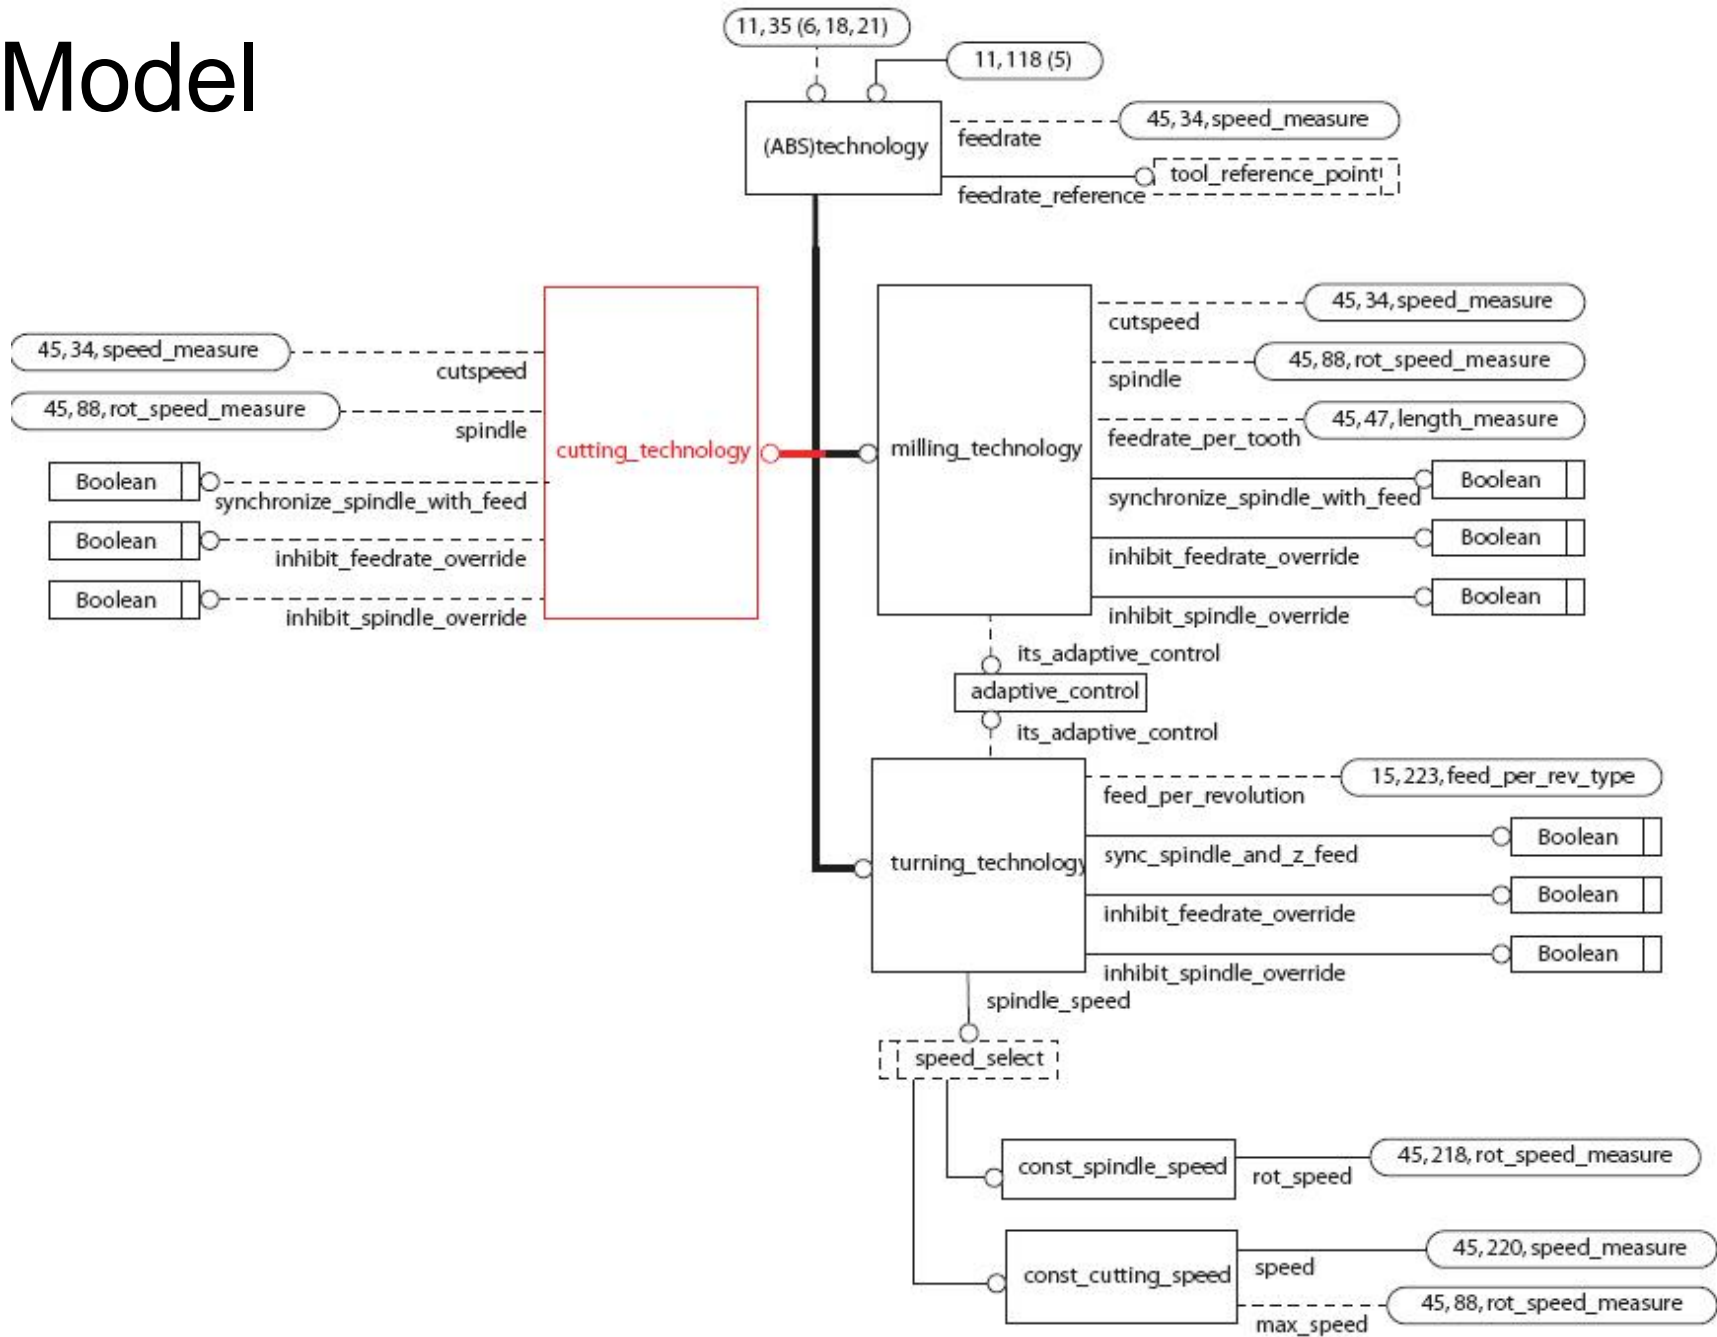 Model
11,35 (6,18,21)
11,118 (5)
(ABS)technology
45,34,speed_measure
feedrate
tool_reference_point
feedrate_reference
45,34,speed_measure
cutspeed
45,88,rot_speed_measure
spindle
cutting_technology
Boolean
synchronize_spindle_with_feed
Boolean
inhibit_feedrate_override
Boolean
inhibit_spindle_override
milling_technology
45,34,speed_measure
cutspeed
45,88,rot_speed_measure
spindle
45,47,length_measure
feedrate_per_tooth
Boolean
synchronize_spindle_with_feed
Boolean
inhibit_feedrate_override
Boolean
inhibit_spindle_override
its_adaptive_control
adaptive_control
its_adaptive_control
turning_technology
15,223,feed_per_rev_type
feed_per_revolution
Boolean
sync_spindle_and_z_feed
Boolean
inhibit_feedrate_override
Boolean
inhibit_spindle_override
spindle_speed
speed_select
const_spindle_speed
45,218,rot_speed_measure
rot_speed
const_cutting_speed
45,220,speed_measure
speed
45,88,rot_speed_measure
max_speed